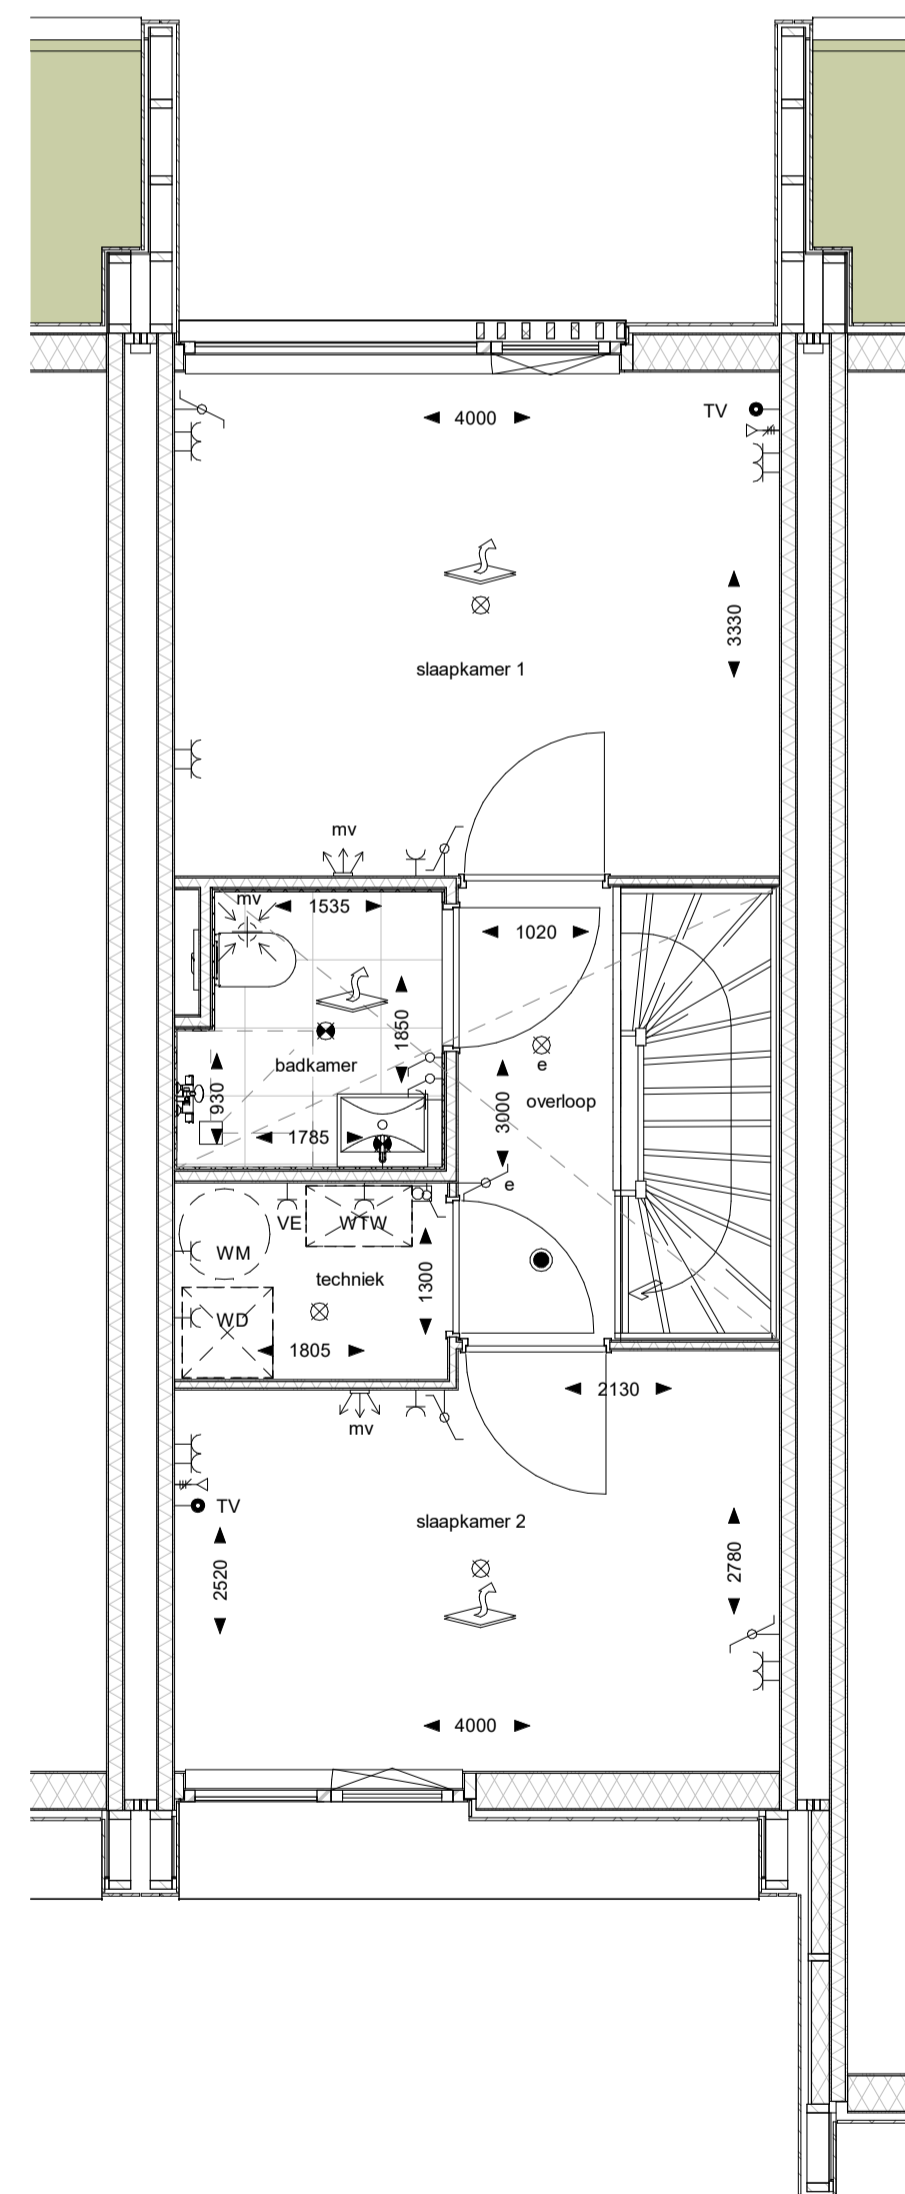 4000
TV
3330
slaapkamer 1
mv
mv
1535
1020
1850
e
badkamer
930
overloop
3000
1785
e
VE
WTW
WM
techniek
1300
WD
1805
2130
mv
TV
slaapkamer 2
2520
2780
4000